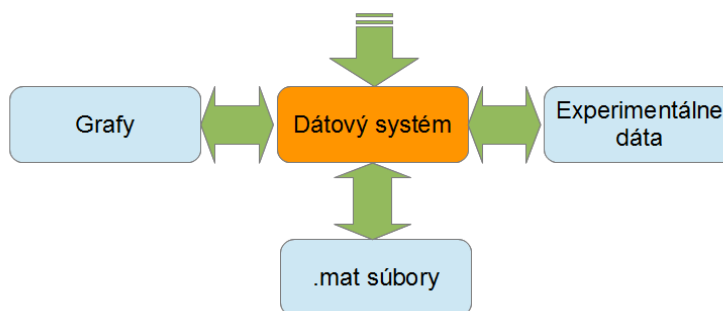 Grafy
Dátový systém
Experimentálne
dáta
.mat súbory